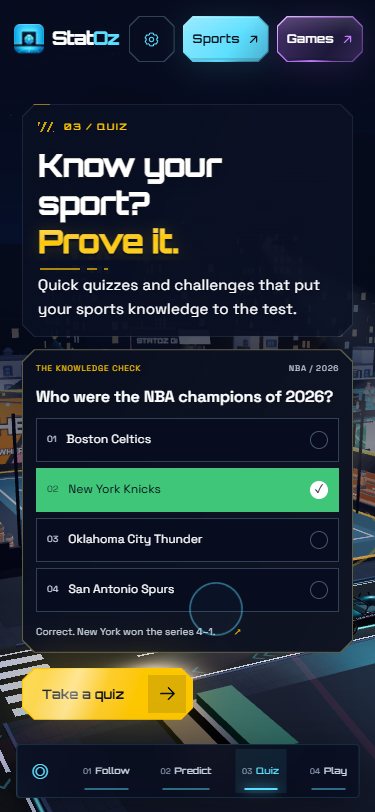 StatOz
Sports
Games
03 / QUIZ
Know your
sport?
Prove it.
Quick quizzes and challenges that put
your sports knowledge to the test.
THE KNOWLEDGE CHECK
NBA / 2026
Who were the NBA champions of 2026?
01 Boston Celtics
02 New York Knicks
03 Oklahoma City Thunder
04 San Antonio Spurs
Correct. New York won the series 4–1.
Take a quiz
01 Follow
02 Predict
03 Quiz
04 Play